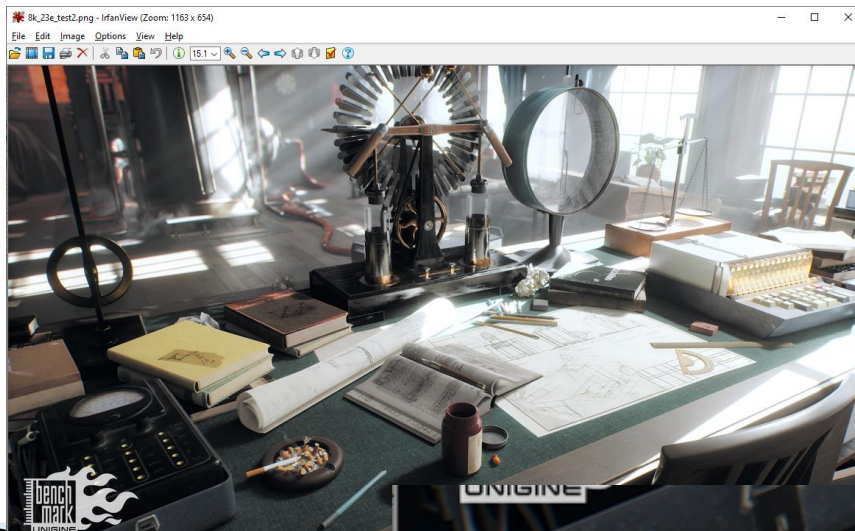 8k_23e_test2.png - IrfanView (Zoom: 1163 x 654)
File Edit Image Options View Help
15.1
bench
mark
UNIGINE
UNIGINE